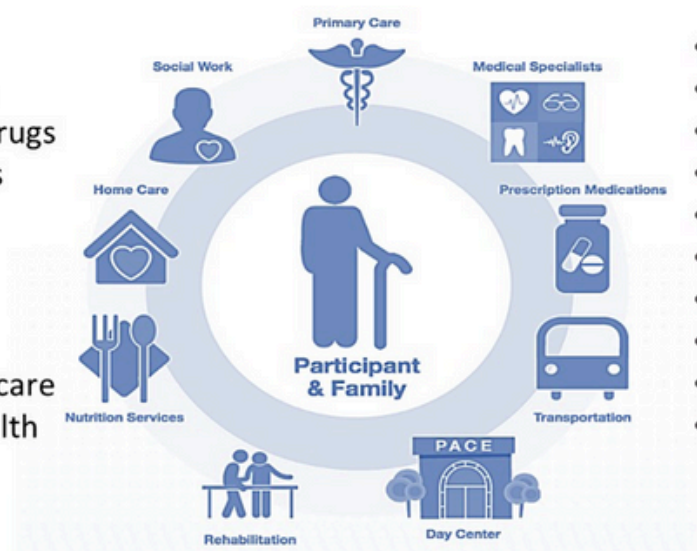 Primary Care
Social Work
Medical Specialists
rugs
s
Home Care
Prescription Medications
Participant
& Family
care
lth
Nutrition Services
Transportation
PACE
Rehabilitation
Day Center